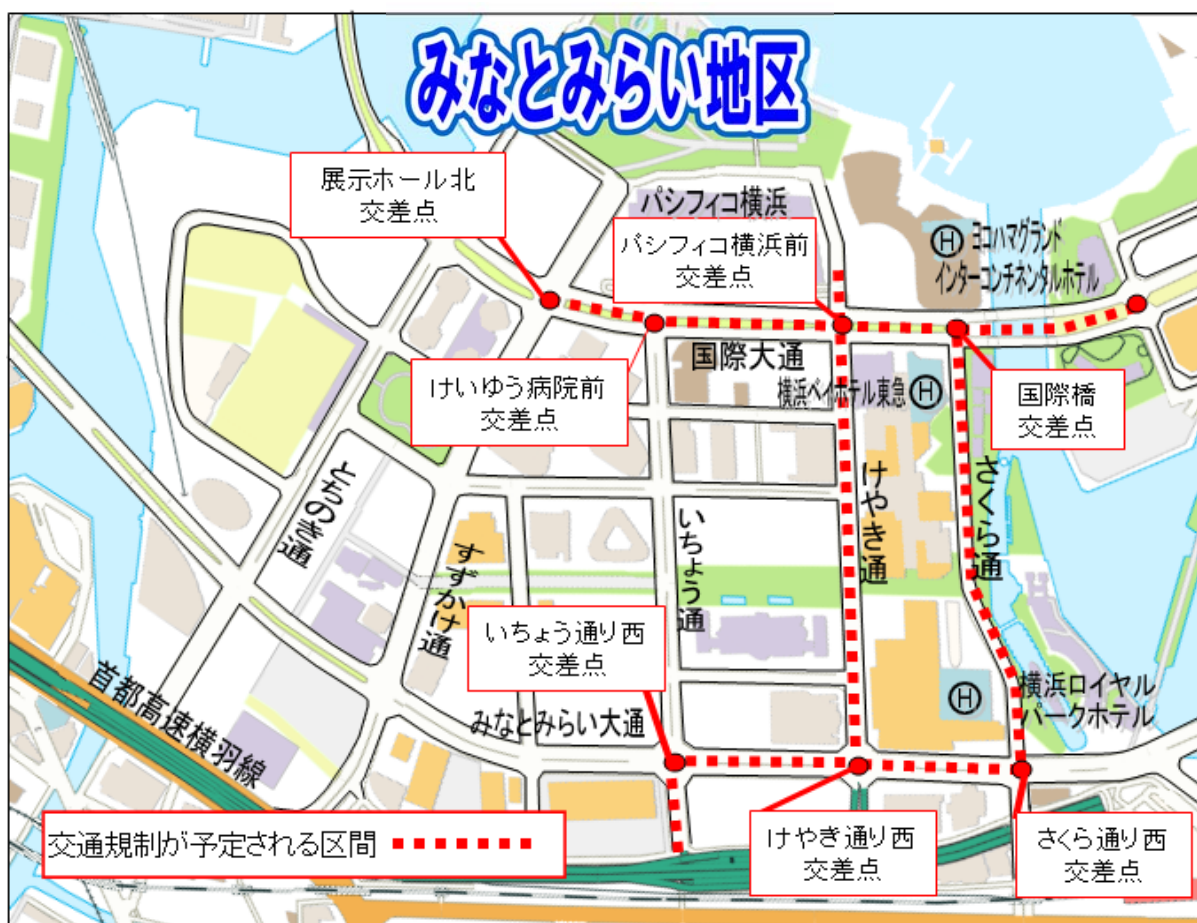 みなとみらい地区
展示ホール北
交差点
パシフィコ横浜
パシフィコ横浜前
交差点
Ⓗヨコハマグランド
インターコンチネンタルホテル
けいゆう病院前
交差点
国際大通
横浜ベイホテル東急Ⓗ
国際橋
交差点
とちのき通
すずかけ通
いちょう通
けやき通
さくら通
いちょう通り西
交差点
みなとみらい大通
首都高速横羽線
Ⓗ
横浜ロイヤル
パークホテル
交通規制が予定される区間
けやき通り西
交差点
さくら通り西
交差点